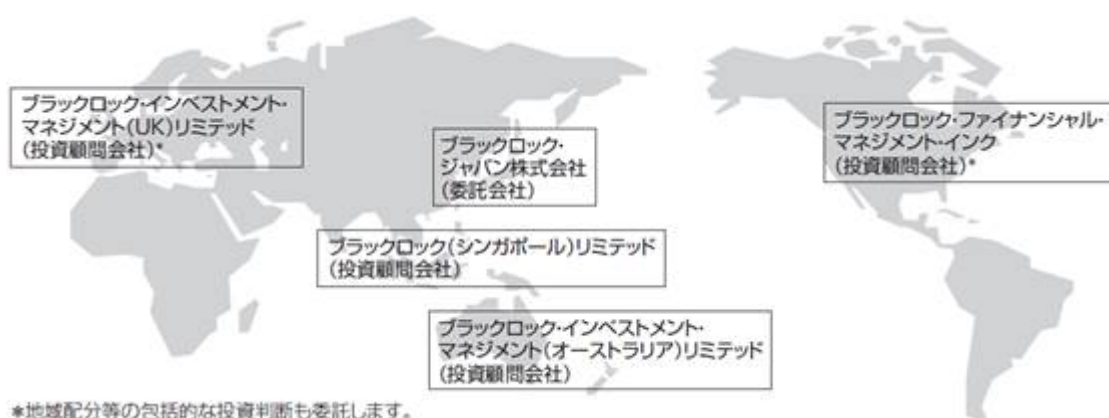 ブラックロック・インベストメント・
マネジメント(UK)リミテッド
(投資顧問会社)*
ブラックロック・
ジャパン株式会社
(委託会社)
ブラックロック・ファイナンシャル・
マネジメント・インク
(投資顧問会社)*
ブラックロック(シンガポール)リミテッド
(投資顧問会社)
ブラックロック・インベストメント・
マネジメント(オーストラリア)リミテッド
(投資顧問会社)
*地域配分等の包括的な投資判断も委託します。